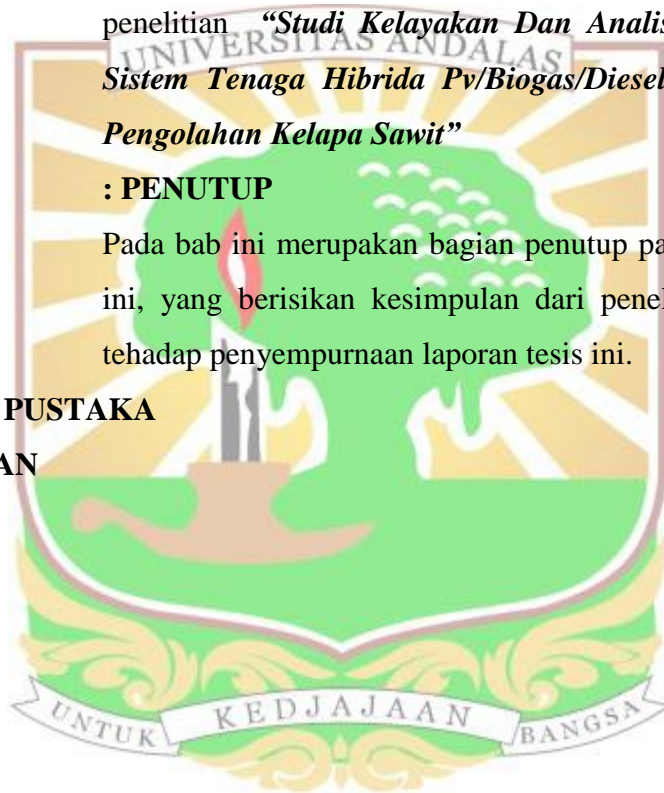 penelitian “Studi Kelayakan Dan Analis
UNIVERSITAS ANDALAS
Sistem Tenaga Hibrida Pv/Biogas/Diesel
Pengolahan Kelapa Sawit”
: PENUTUP
Pada bab ini merupakan bagian penutup pa
ini, yang berisikan kesimpulan dari penel
tehadap penyempurnaan laporan tesis ini.
PUSTAKA
AN
UNTUK KEDJAJAAN BANGSA